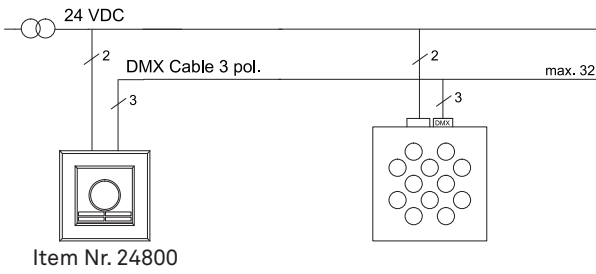 24 VDC
2
2
DMX Cable 3 pol.
max. 32
3
3
DMX
Item Nr. 24800